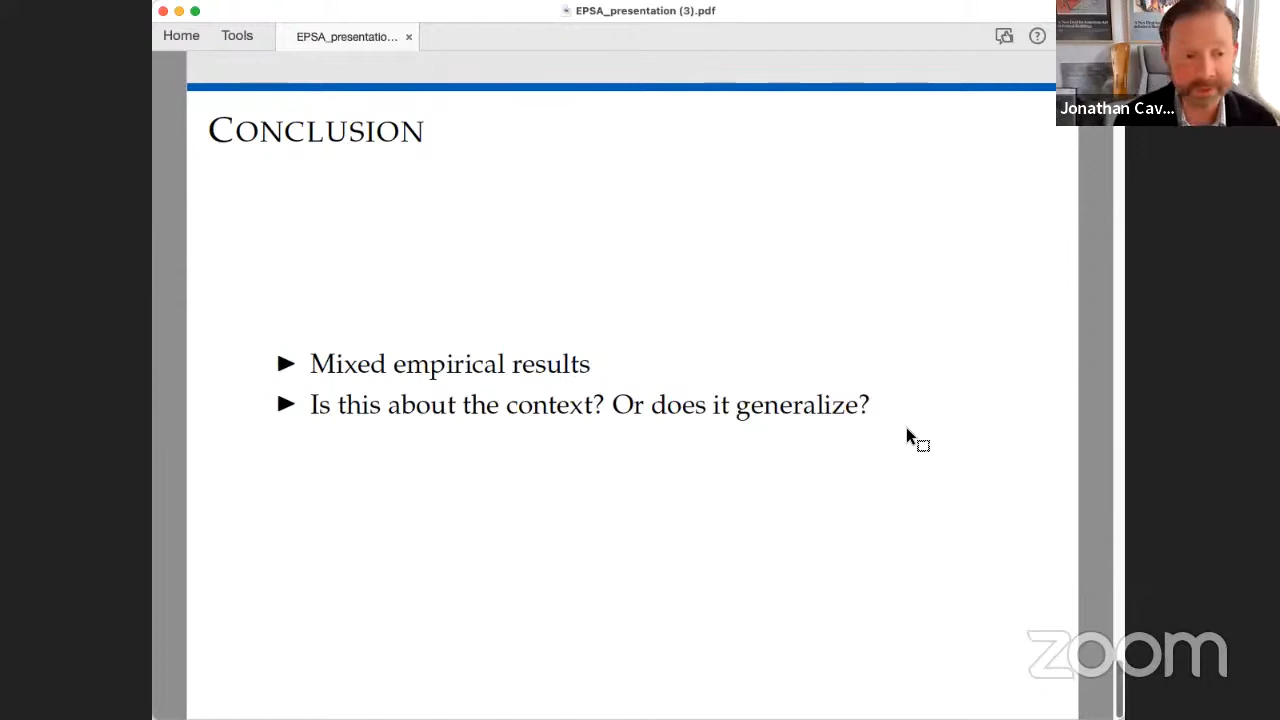 EPSA_presentation (3).pdf
Home
Tools
EPSA_presentatio...
Jonathan Cav...
CONCLUSION
Mixed empirical results
Is this about the context? Or does it generalize?
zoom